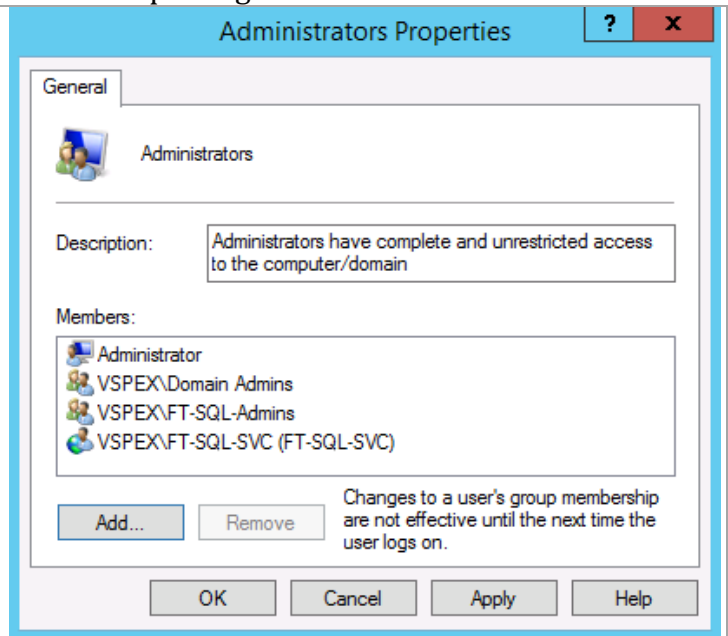 Administrators Properties
?
x
General
Administrators
Description:
Administrators have complete and unrestricted access
to the computer/domain
Members:
Administrator
VSPEX\Domain Admins
VSPEX\FT-SQL-Admins
VSPEX\FT-SQL-SVC (FT-SQL-SVC)
Add...
Remove
Changes to a user's group membership
are not effective until the next time the
user logs on.
OK
Cancel
Apply
Help